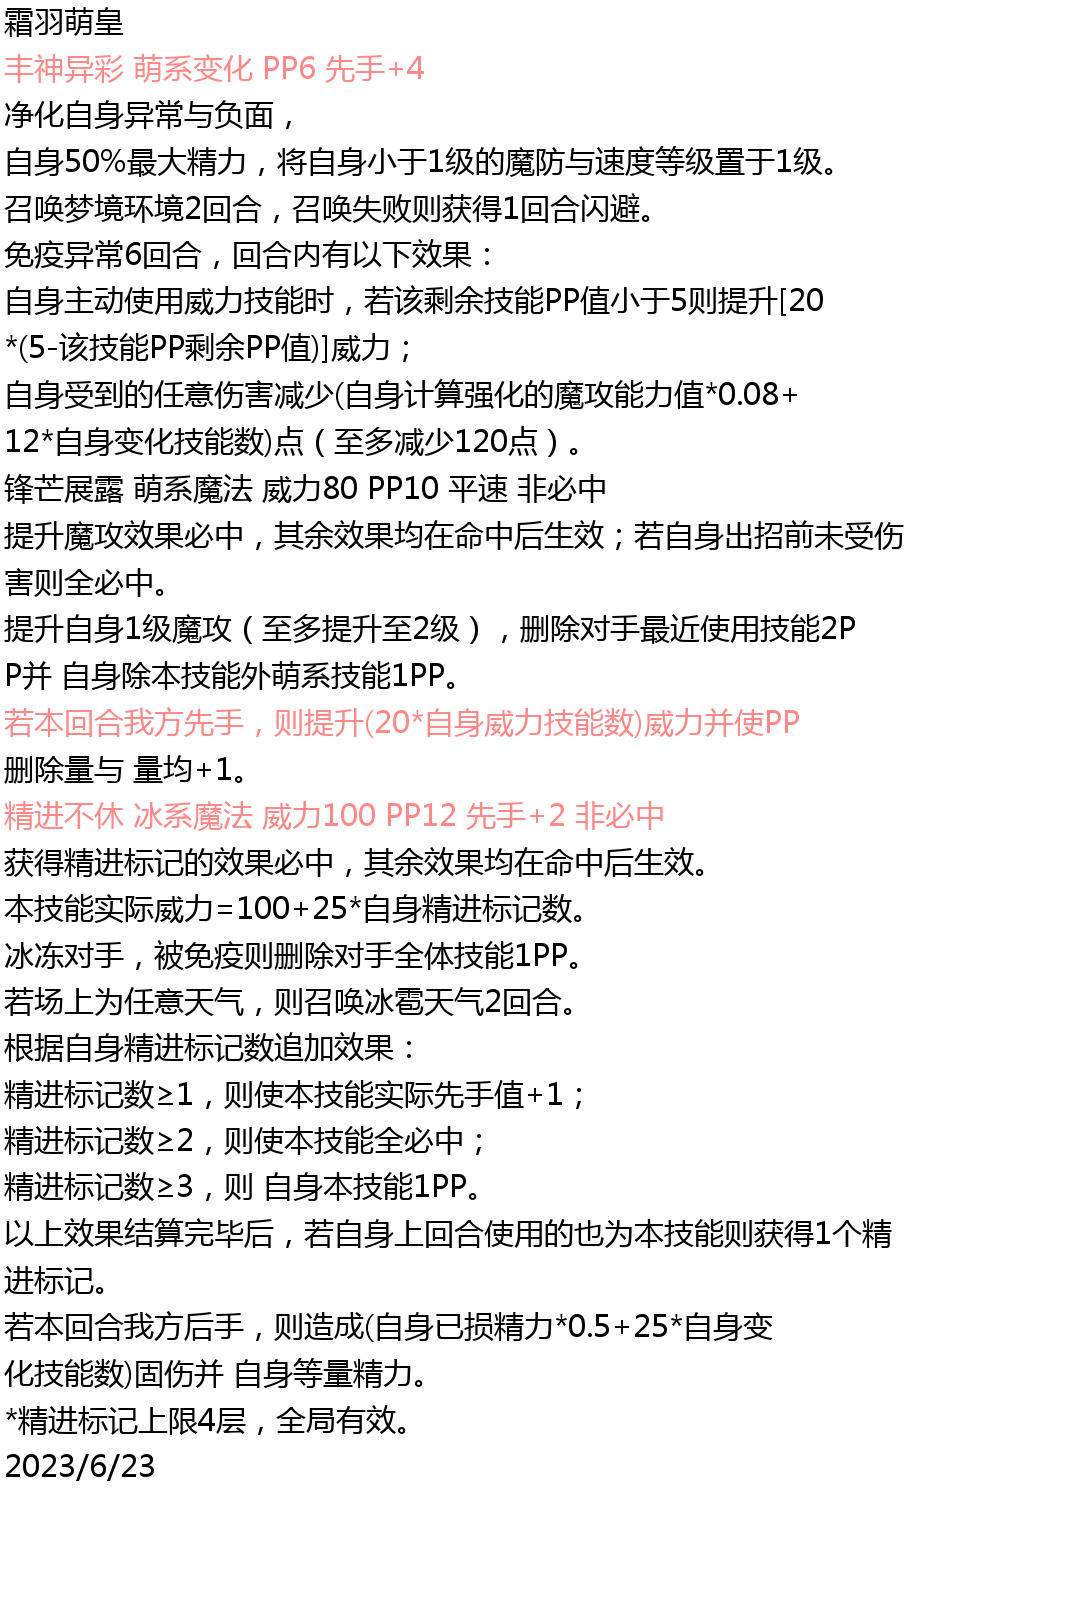 霜羽萌皇
丰神异彩 萌系变化 PP6 先手+4
净化自身异常与负面，
自身50%最大精力，将自身小于1级的魔防与速度等级置于1级。
召唤梦境环境2回合，召唤失败则获得1回合闪避。
免疫异常6回合，回合内有以下效果：
自身主动使用威力技能时，若该剩余技能PP值小于5则提升[20
*(5-该技能PP剩余PP值)]威力；
自身受到的任意伤害减少(自身计算强化的魔攻能力值*0.08+
12*自身变化技能数)点（至多减少120点）。
锋芒展露 萌系魔法 威力80 PP10 平速 非必中
提升魔攻效果必中，其余效果均在命中后生效；若自身出招前未受伤
害则全必中。
提升自身1级魔攻（至多提升至2级），删除对手最近使用技能2P
P并 自身除本技能外萌系技能1PP。
若本回合我方先手，则提升(20*自身威力技能数)威力并使PP
删除量与 量均+1。
精进不休 冰系魔法 威力100 PP12 先手+2 非必中
获得精进标记的效果必中，其余效果均在命中后生效。
本技能实际威力=100+25*自身精进标记数。
冰冻对手，被免疫则删除对手全体技能1PP。
若场上为任意天气，则召唤冰雹天气2回合。
根据自身精进标记数追加效果：
精进标记数≥1，则使本技能实际先手值+1；
精进标记数≥2，则使本技能全必中；
精进标记数≥3，则 自身本技能1PP。
以上效果结算完毕后，若自身上回合使用的也为本技能则获得1个精
进标记。
若本回合我方后手，则造成(自身已损精力*0.5+25*自身变
化技能数)固伤并 自身等量精力。
*精进标记上限4层，全局有效。
2023/6/23